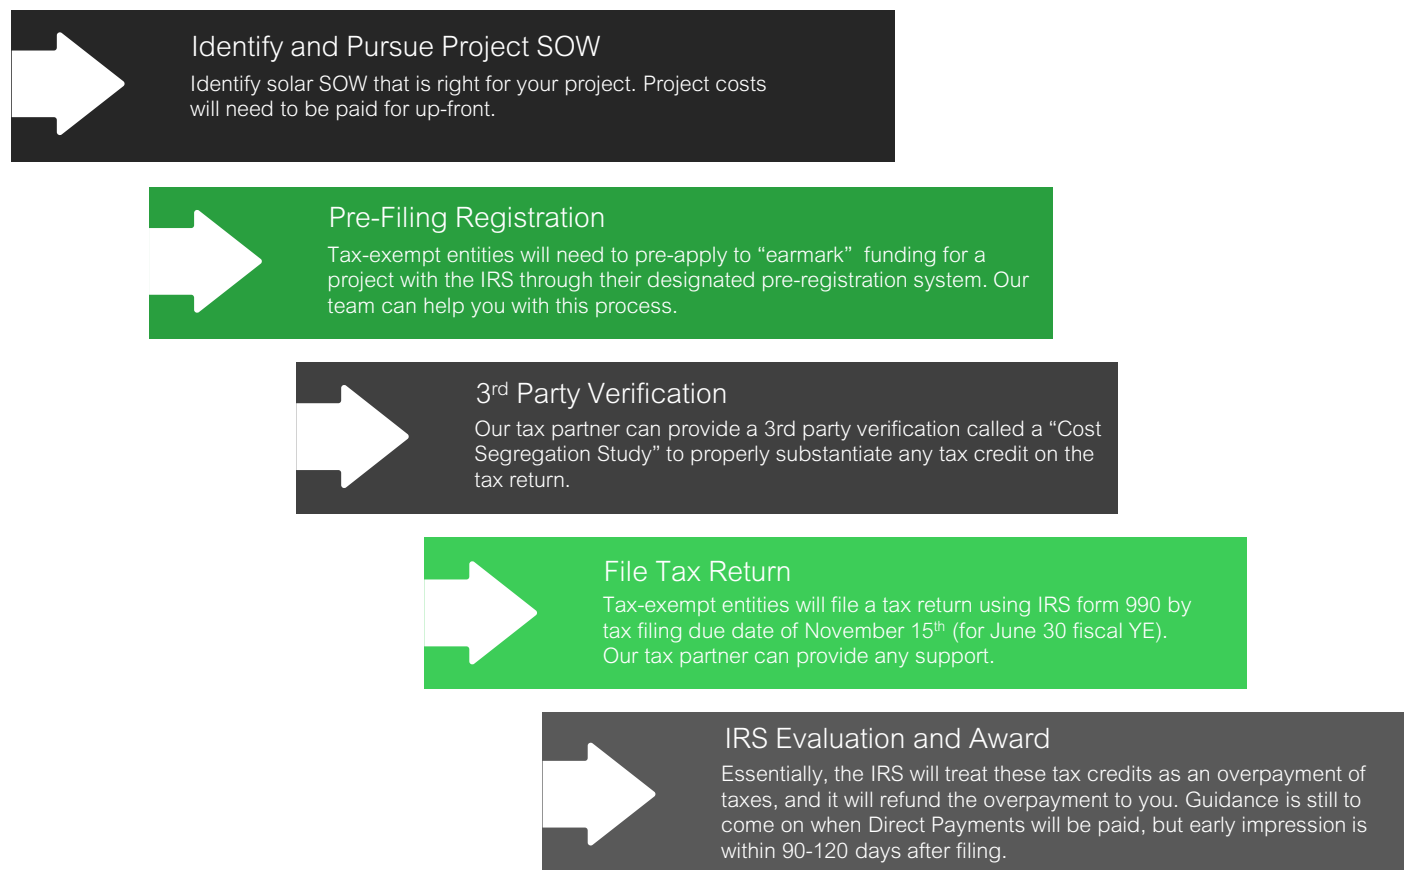 Identify and Pursue Project SOW
Identify solar SOW that is right for your project. Project costs
will need to be paid for up-front.
Pre-Filing Registration
Tax-exempt entities will need to pre-apply to “earmark”  funding for a
project with the IRS through their designated pre-registration system. Our
team can help you with this process.
3rd Party Verification
Our tax partner can provide a 3rd party verification called a “Cost
Segregation Study” to properly substantiate any tax credit on the
tax return.
File Tax Return
Tax-exempt entities will file a tax return using IRS form 990 by
tax filing due date of November 15th (for June 30 fiscal YE).
Our tax partner can provide any support.
IRS Evaluation and Award
Essentially, the IRS will treat these tax credits as an overpayment of
taxes, and it will refund the overpayment to you. Guidance is still to
come on when Direct Payments will be paid, but early impression is
within 90-120 days after filing.